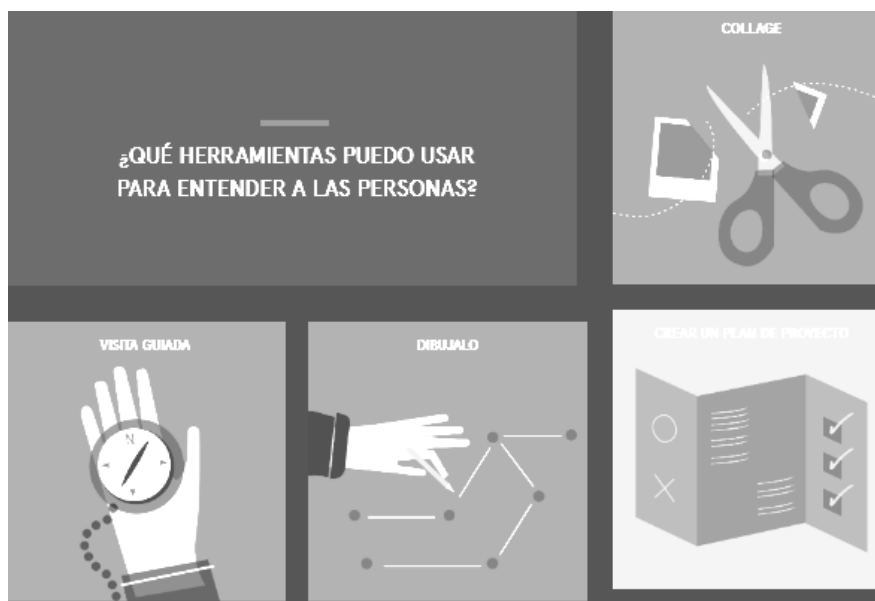 COLLAGE
¿QUÉ HERRAMIENTAS PUEDO USAR
PARA ENTENDER A LAS PERSONAS?
VISITA GUIADA
DIBUJALO
CREAR UN PLAN DE PROYECTO
N